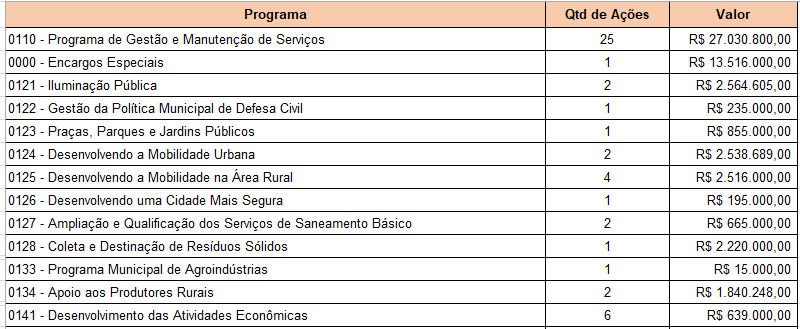 Programa Qtd de Ações Valor
0110 - Programa de Gestão e Manutenção de Serviços 25 R$ 27.030.800,00
0000 - Encargos Especiais 1 R$ 13.516.000,00
0121 - Iluminação Pública 2 R$ 2.564.605,00
0122 - Gestão da Política Municipal de Defesa Civil 1 R$ 235.000,00
0123 - Praças, Parques e Jardins Públicos 1 R$ 855.000,00
0124 - Desenvolvendo a Mobilidade Urbana 2 R$ 2.538.689,00
0125 - Desenvolvendo a Mobilidade na Área Rural 4 R$ 2.516.000,00
0126 - Desenvolvendo uma Cidade Mais Segura 1 R$ 195.000,00
0127 - Ampliação e Qualificação dos Serviços de Saneamento Básico 2 R$ 665.000,00
0128 - Coleta e Destinação de Resíduos Sólidos 1 R$ 2.220.000,00
0133 - Programa Municipal de Agroindústrias 1 R$ 15.000,00
0134 - Apoio aos Produtores Rurais 2 R$ 1.840.248,00
0141 - Desenvolvimento das Atividades Econômicas 6 R$ 639.000,00